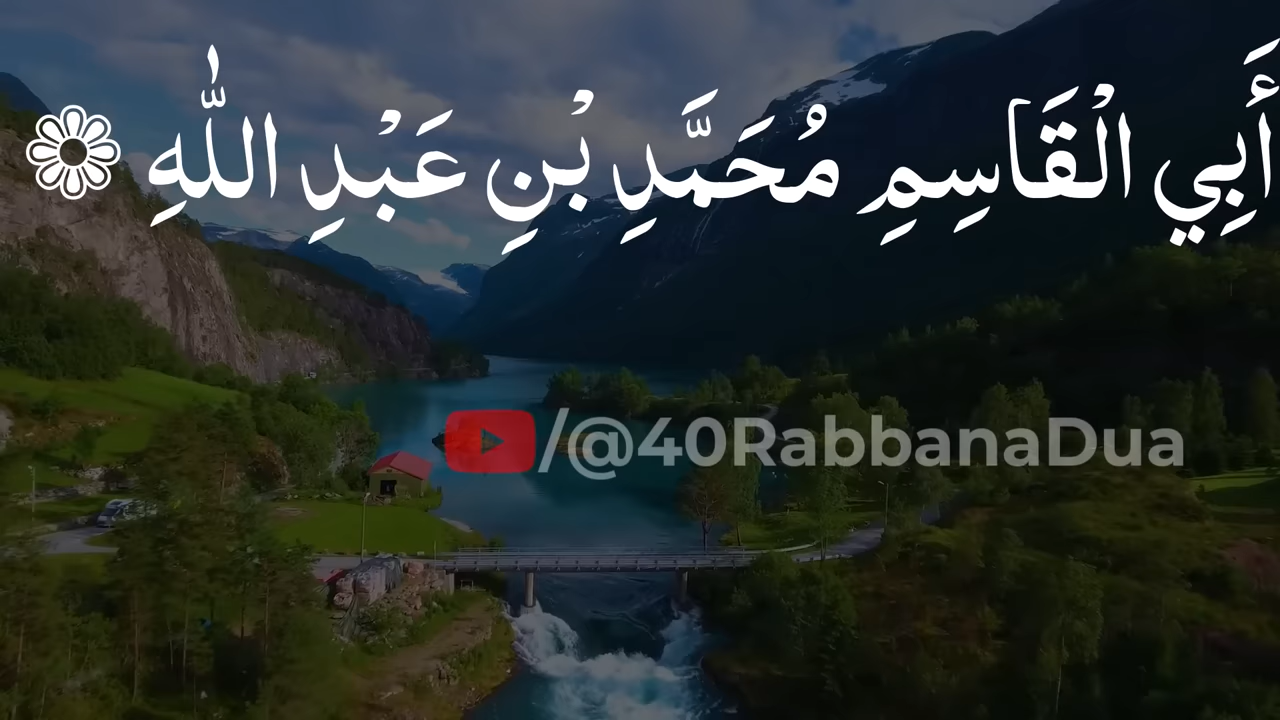 أَبِي الْقَاسِمِ مُحَمَّدِ بْنِ عَبْدِ اللّٰهِ ۞
/@40RabbanaDua